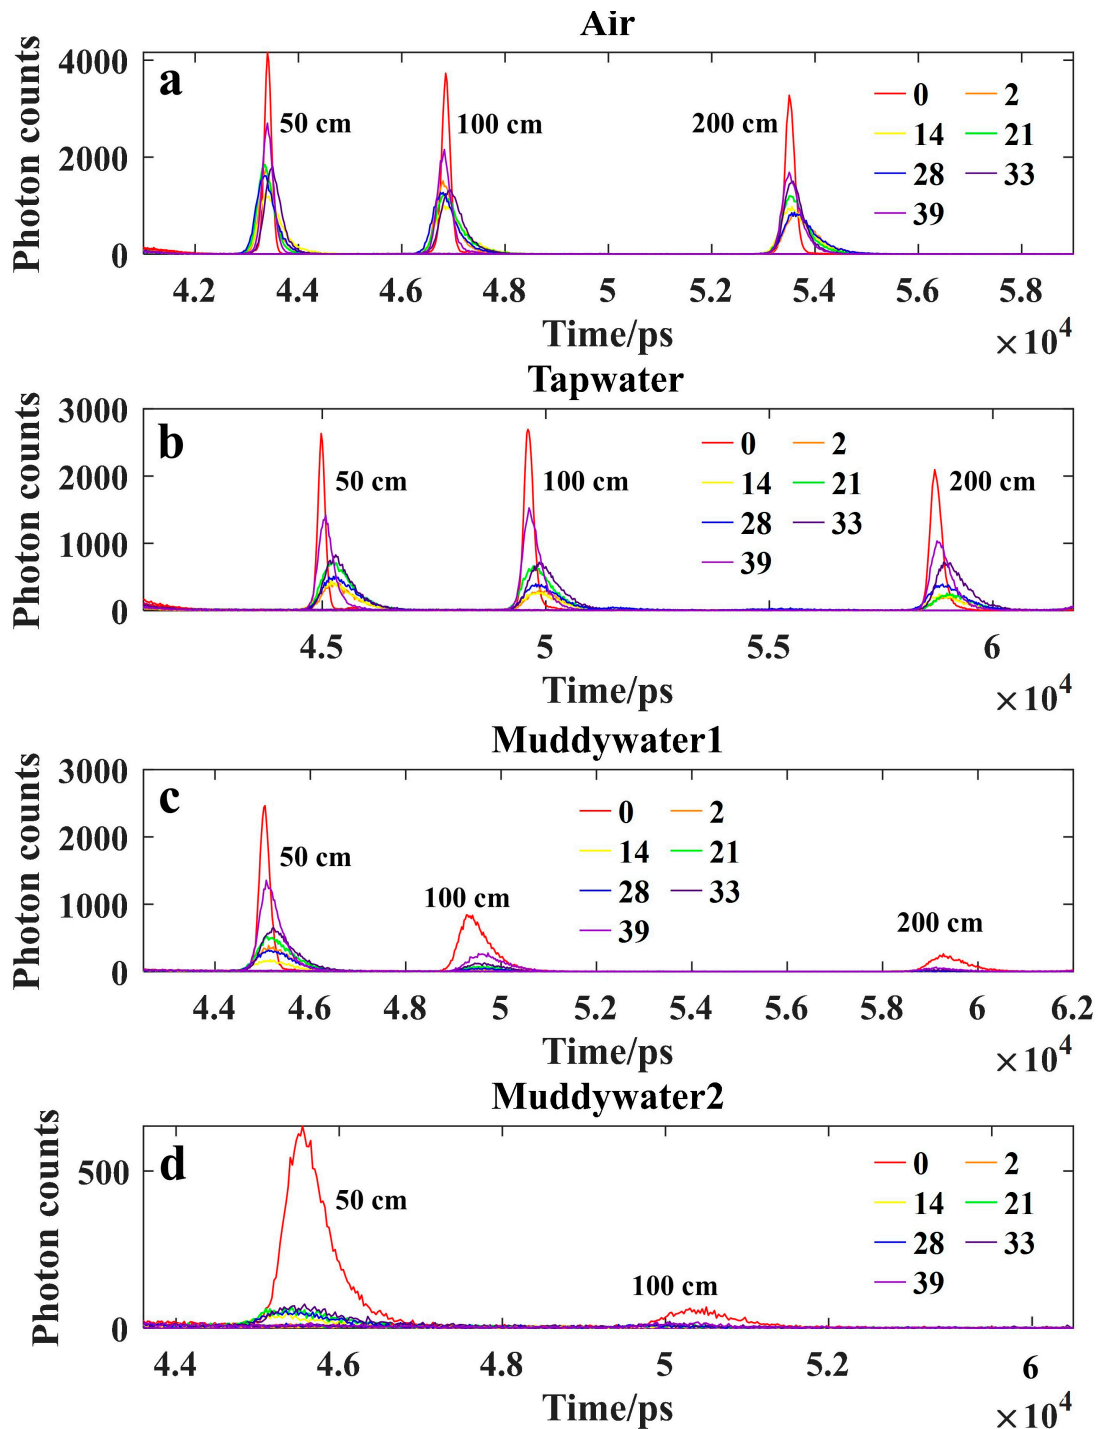 Air
Photon counts
a
4000
2000
0
50 cm
100 cm
200 cm
0 2
14 21
28 33
39
4.2 4.4 4.6 4.8 5 5.2 5.4 5.6 5.8
Time/ps
×10⁴
Tapwater
Photon counts
b
3000
2000
1000
0
50 cm
100 cm
200 cm
0 2
14 21
28 33
39
4.5 5 5.5 6
Time/ps
×10⁴
Muddywater1
Photon counts
c
3000
2000
1000
0
50 cm
100 cm
200 cm
0 2
14 21
28 33
39
4.4 4.6 4.8 5 5.2 5.4 5.6 5.8 6 6.2
Time/ps
×10⁴
Muddywater2
Photon counts
d
500
0
50 cm
100 cm
0 2
14 21
28 33
39
4.4 4.6 4.8 5 5.2 6
Time/ps
×10⁴